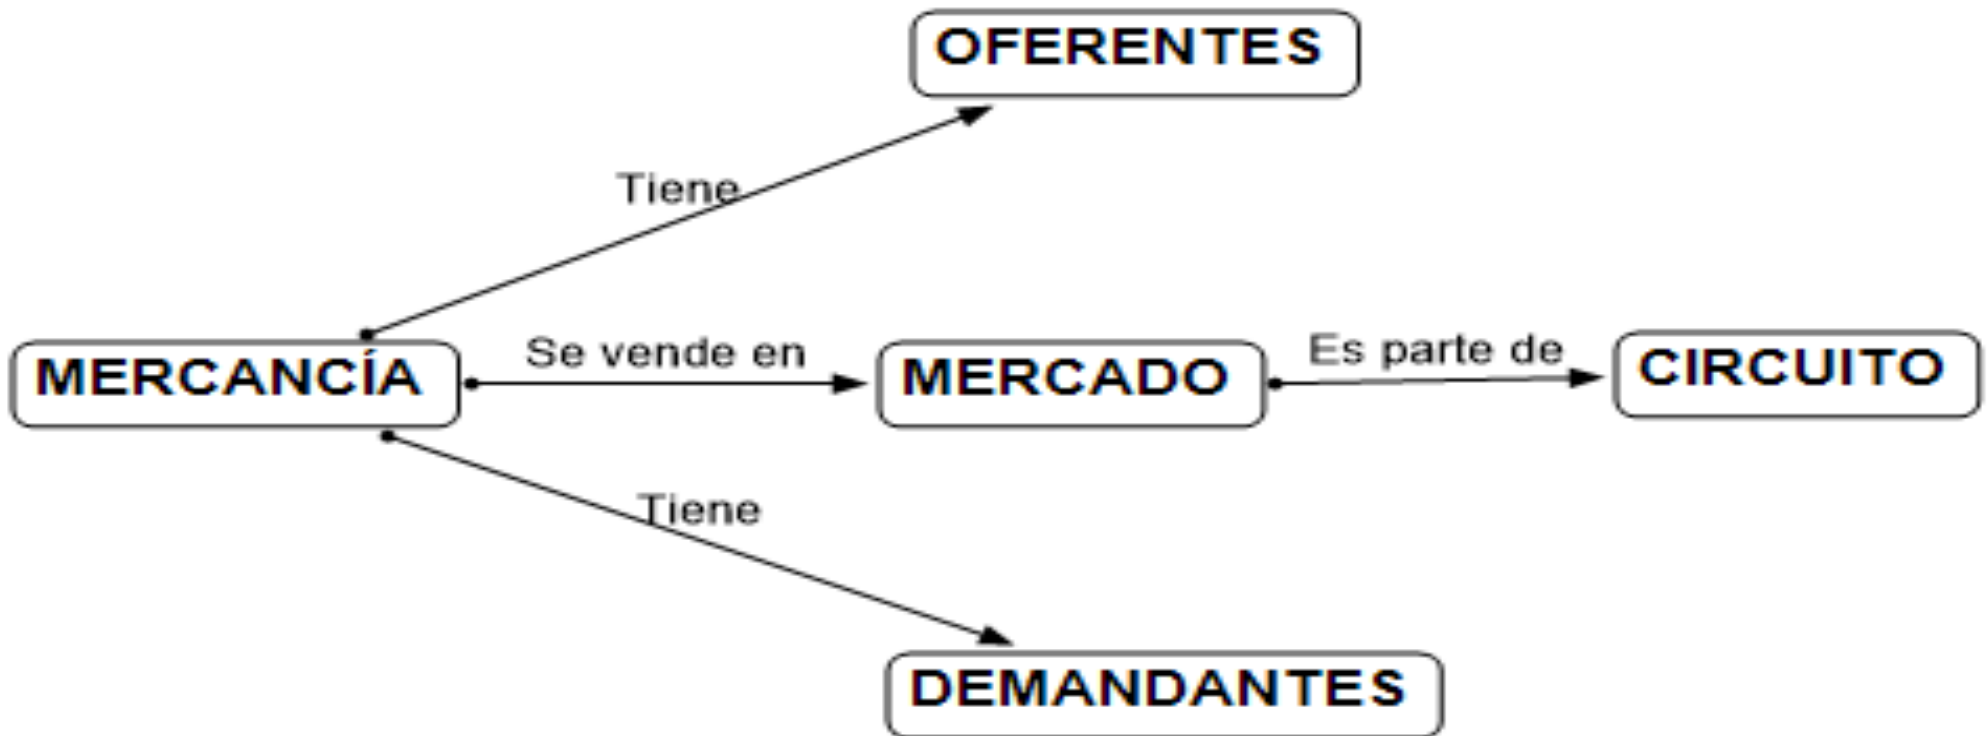 OFERENTES
Tiene
MERCANCÍA
Se vende en
MERCADO
Es parte de
CIRCUITO
Tiene
DEMANDANTES